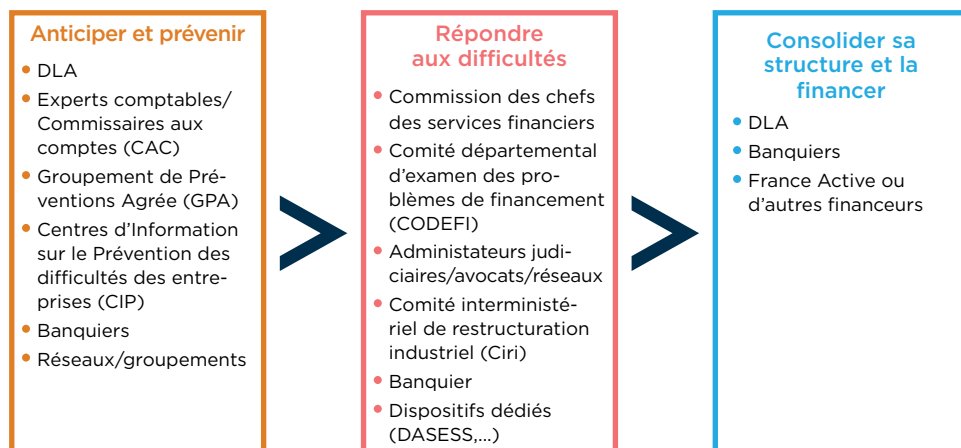 Anticiper et prévenir
• DLA
• Experts comptables/
Commissaires aux
comptes (CAC)
• Groupement de Pré-
ventions Agrée (GPA)
• Centres d'Information
sur le Prévention des
difficultés des entre-
prises (CIP)
• Banquiers
• Réseaux/groupements
>
Répondre
aux difficultés
• Commission des chefs
des services financiers
• Comité départemental
d'examen des pro-
blèmes de financement
(CODEFI)
• Administateurs judi-
ciaires/avocats/réseaux
• Comité interministé-
riel de restructuration
industriel (Ciri)
• Banquier
• Dispositifs dédiés
(DASESS,...)
>
Consolider sa
structure et la
financer
• DLA
• Banquiers
• France Active ou
d'autres financeurs